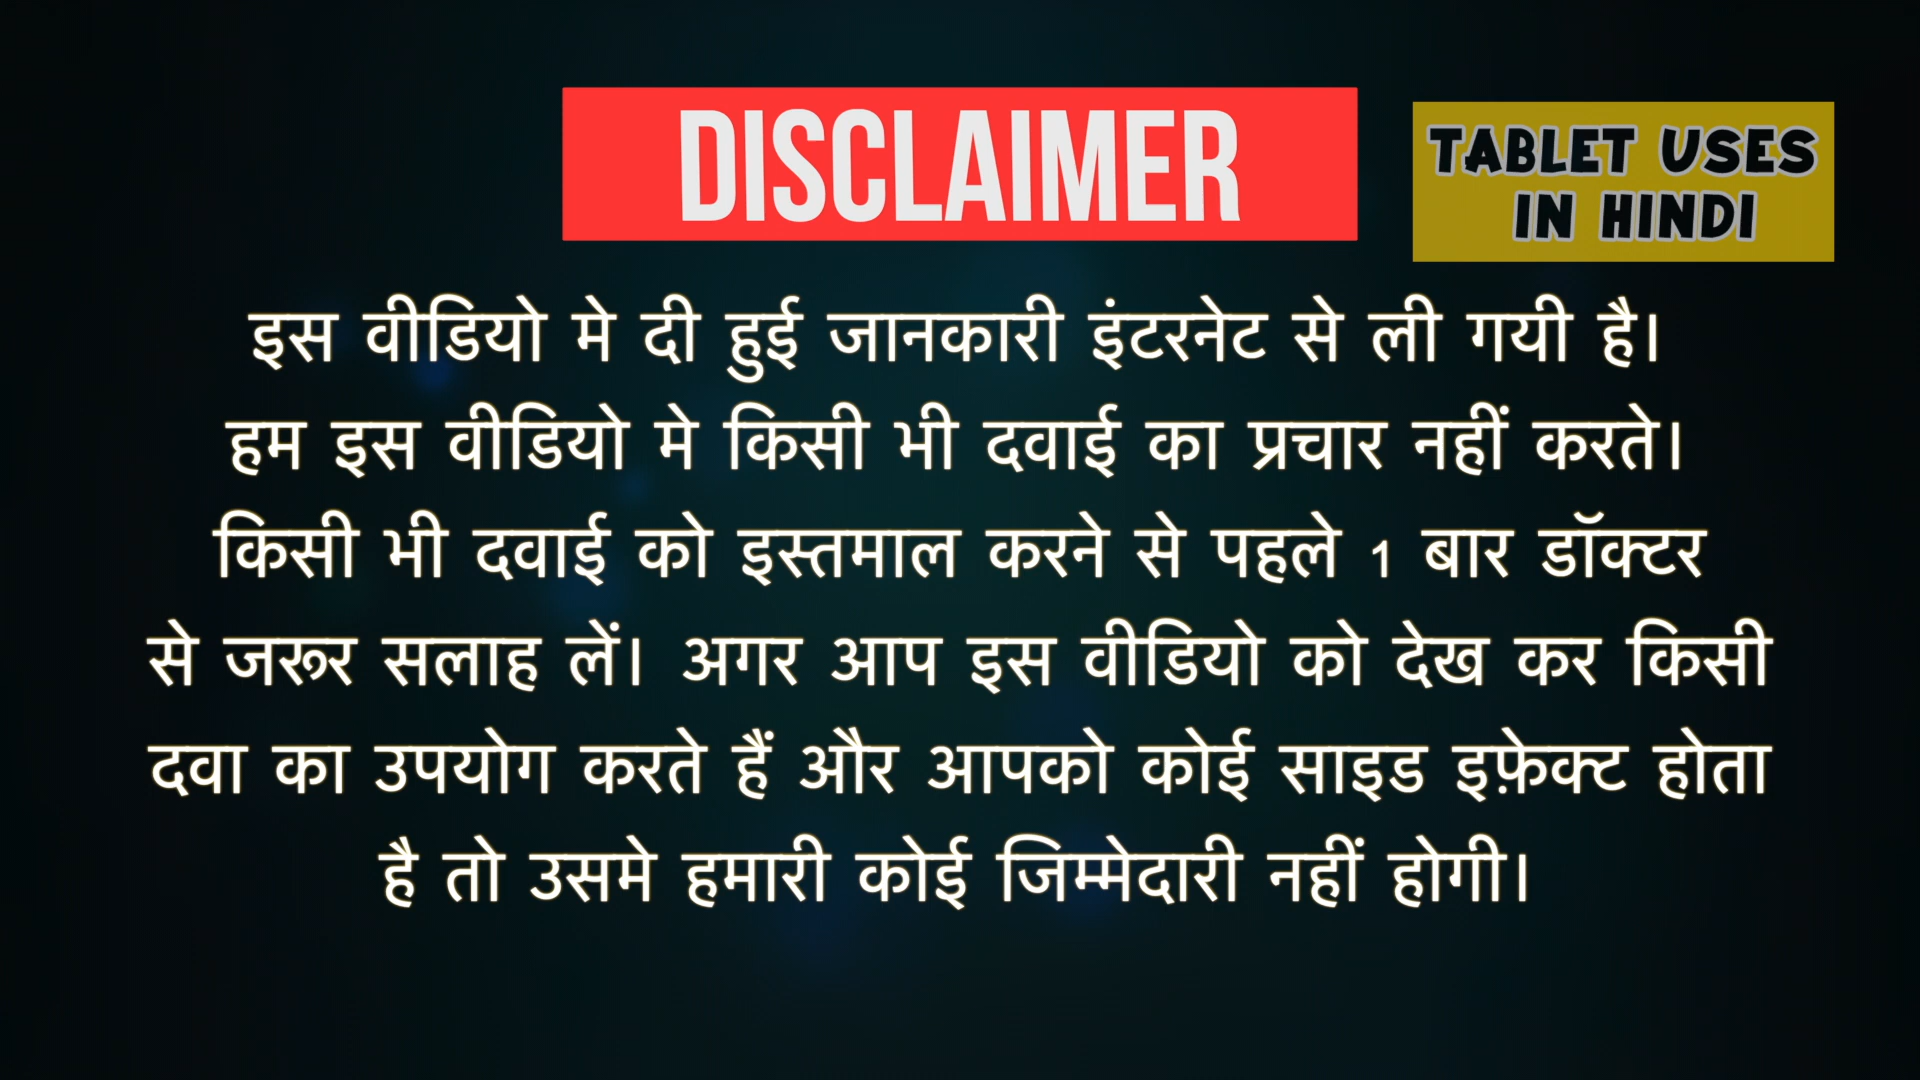 DISCLAIMER
TABLET USES
IN HINDI
इस वीडियो मे दी हुई जानकारी इंटरनेट से ली गयी है।
हम इस वीडियो मे किसी भी दवाई का प्रचार नहीं करते।
किसी भी दवाई को इस्तमाल करने से पहले 1 बार डॉक्टर
से जरूर सलाह लें। अगर आप इस वीडियो को देख कर किसी
दवा का उपयोग करते हैं और आपको कोई साइड इफ़ेक्ट होता
है तो उसमे हमारी कोई जिम्मेदारी नहीं होगी।